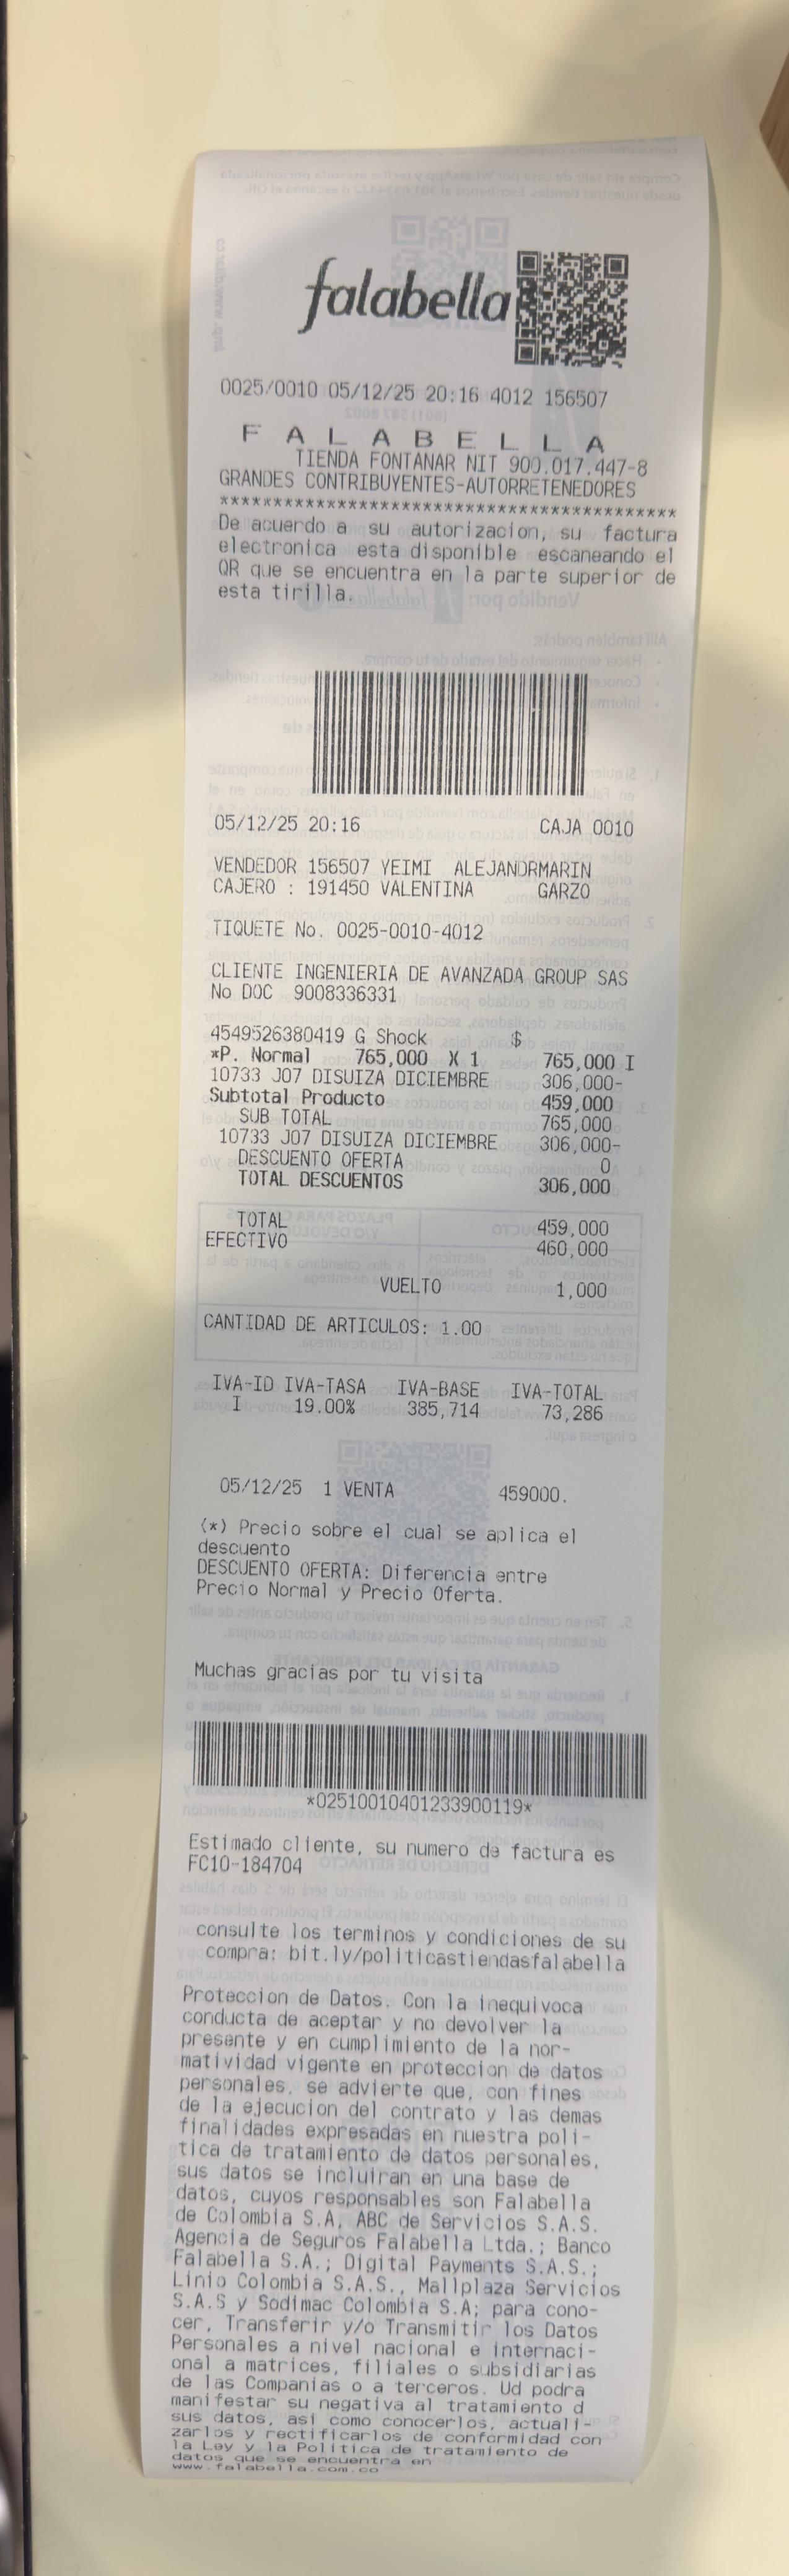 falabella
0025/0010 05/12/25 20:16 4012 156507
F A L A B E L L A
TIENDA FONTANAR NIT 900.017.447-8
GRANDES CONTRIBUYENTES-AUTORRETENEDORES
******************************************
De acuerdo a su autorizacion, su factura
electronica esta disponible escaneando el
QR que se encuentra en la parte superior de
esta tirilla.
05/12/25 20:16 CAJA 0010
VENDEDOR 156507 YEIMI ALEJANDRMARIN
CAJERO : 191450 VALENTINA GARZO
TIQUETE No. 0025-0010-4012
CLIENTE INGENIERIA DE AVANZADA GROUP SAS
No DOC 9008336331
4549526380419 G Shock $
*P. Normal 765,000 X 1 765,000 I
10733 J07 DISUIZA DICIEMBRE 306,000-
Subtotal Producto 459,000
SUB TOTAL 765,000
10733 J07 DISUIZA DICIEMBRE 306,000-
DESCUENTO OFERTA 0
TOTAL DESCUENTOS 306,000
TOTAL 459,000
EFECTIVO 460,000
VUELTO 1,000
CANTIDAD DE ARTICULOS: 1.00
IVA-ID IVA-TASA IVA-BASE IVA-TOTAL
I 19.00% 385,714 73,286
05/12/25 1 VENTA 459000.
(*) Precio sobre el cual se aplica el
descuento
DESCUENTO OFERTA: Diferencia entre
Precio Normal y Precio Oferta.
Muchas gracias por tu visita
*02510010401233900119*
Estimado cliente, su numero de factura es
FC10-184704
consulte los terminos y condiciones de su
compra: bit.ly/politicastiendasfalabella
Proteccion de Datos. Con la inequivoca
conducta de aceptar y no devolver la
presente y en cumplimiento de la nor-
matividad vigente en proteccion de datos
personales, se advierte que, con fines
de la ejecucion del contrato y las demas
finalidades expresadas en nuestra poli-
tica de tratamiento de datos personales,
sus datos se incluiran en una base de
datos, cuyos responsables son Falabella
de Colombia S.A, ABC de Servicios S.A.S.
Agencia de Seguros Falabella Ltda.; Banco
Falabella S.A.; Digital Payments S.A.S.;
Linio Colombia S.A.S., Mallplaza Servicios
S.A.S y Sodimac Colombia S.A; para cono-
cer, Transferir y/o Transmitir los Datos
Personales a nivel nacional e internaci-
onal a matrices, filiales o subsidiarias
de las Companias o a terceros. Ud podra
manifestar su negativa al tratamiento d
sus datos, asi como conocerlos, actuali-
zarlos y rectificarlos de conformidad con
la Ley y la Politica de tratamiento de
datos que se encuentra en
www.falabella.com.co